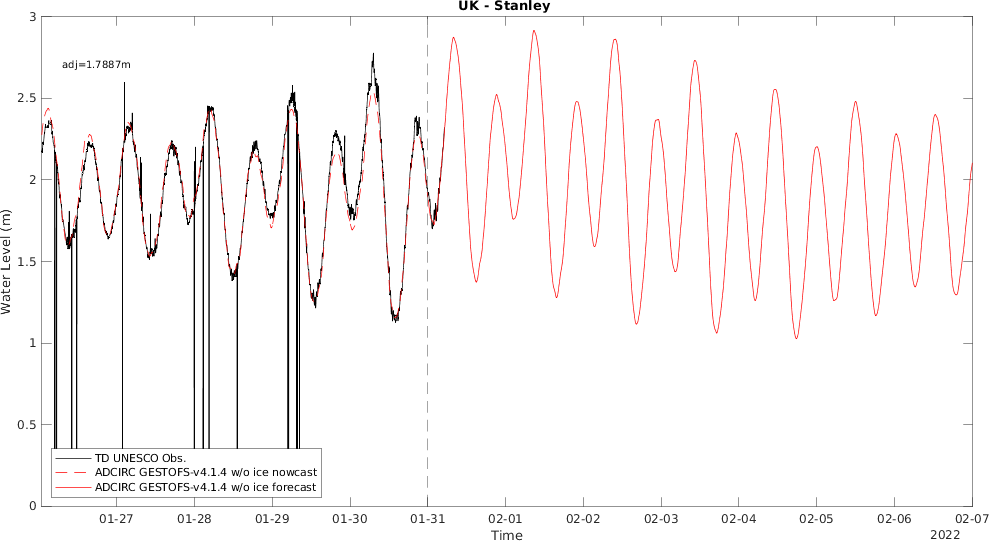 UK - Stanley
3
adj=1.7887m
2.5
2
Water Level (m)
1.5
1
0.5
TD UNESCO Obs.
ADCIRC GESTOFS-v4.1.4 w/o ice nowcast
ADCIRC GESTOFS-v4.1.4 w/o ice forecast
0
01-27 01-28 01-29 01-30 01-31 02-01 02-02 02-03 02-04 02-05 02-06 02-07
Time
2022